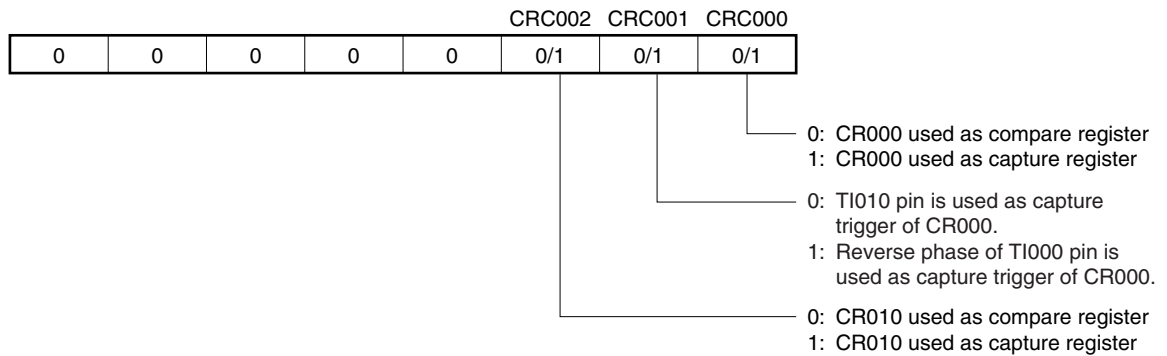 CRC002 CRC001 CRC000
0 0 0 0 0 0/1 0/1 0/1
0: CR000 used as compare register
1: CR000 used as capture register
0: TI010 pin is used as capture
trigger of CR000.
1: Reverse phase of TI000 pin is
used as capture trigger of CR000.
0: CR010 used as compare register
1: CR010 used as capture register